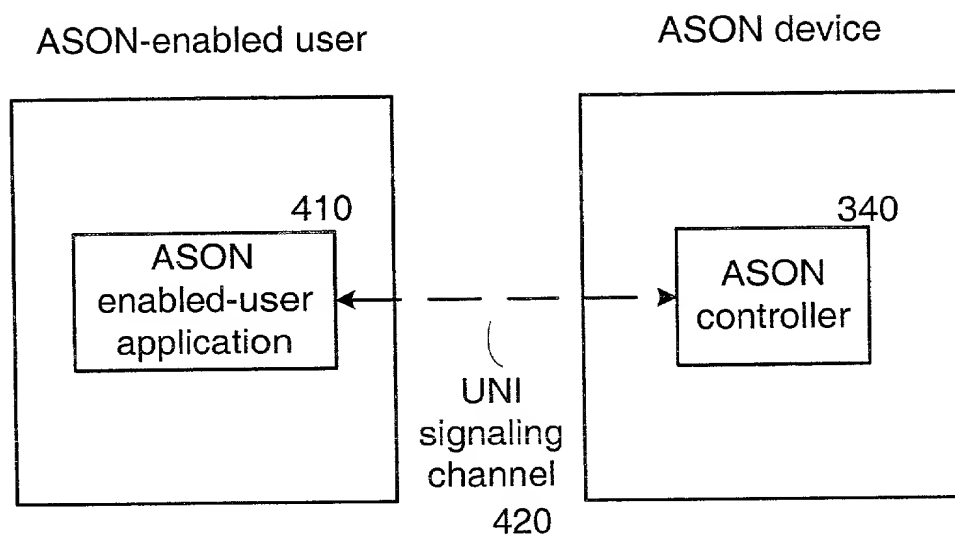 ASON-enabled user
ASON device
410
ASON
enabled-user
application
340
ASON
controller
UNI
signaling
channel
420